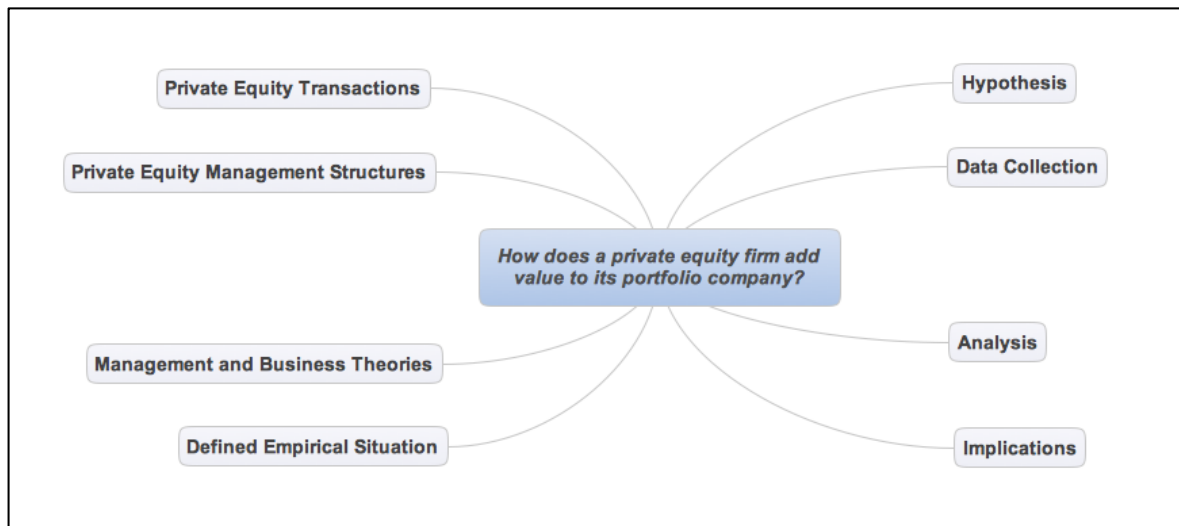 Private Equity Transactions
Private Equity Management Structures
Management and Business Theories
Defined Empirical Situation
How does a private equity firm add
value to its portfolio company?
Hypothesis
Data Collection
Analysis
Implications